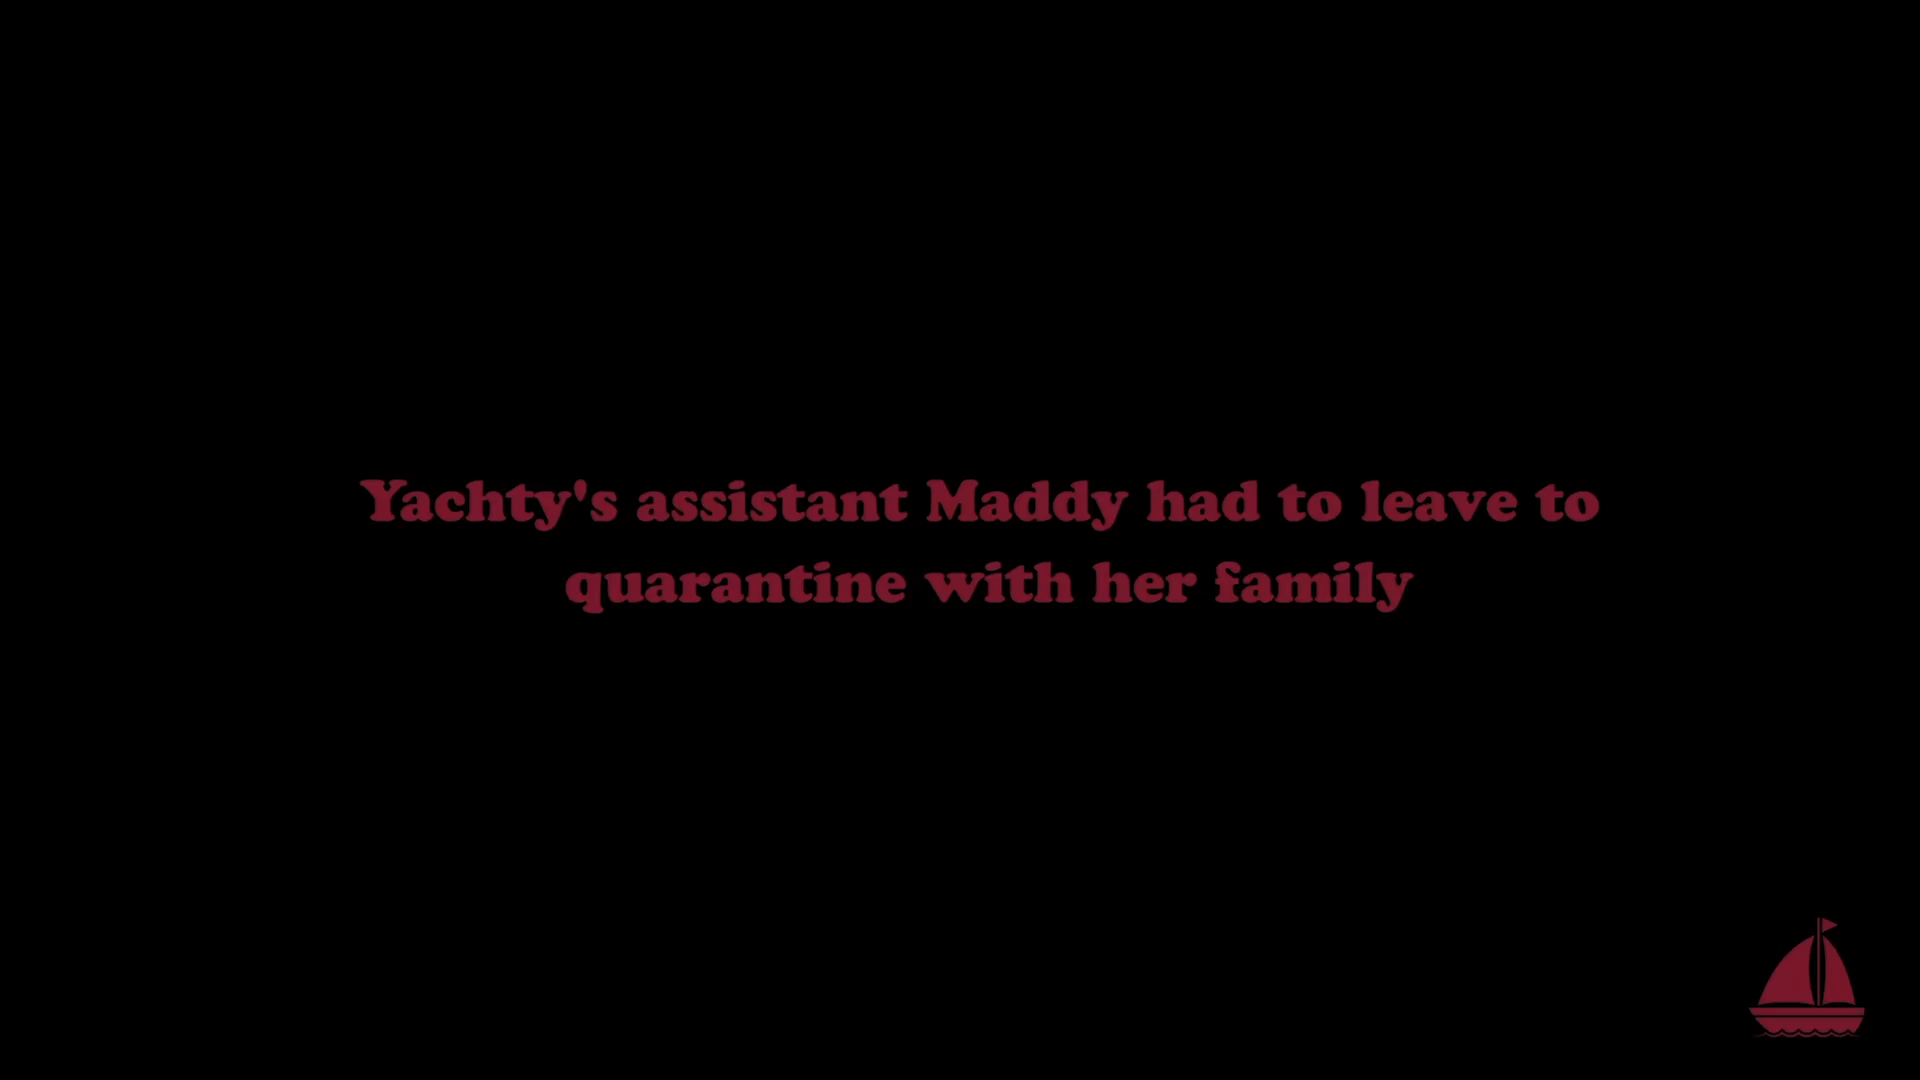 Yachty's assistant Maddy had to leave to
quarantine with her family